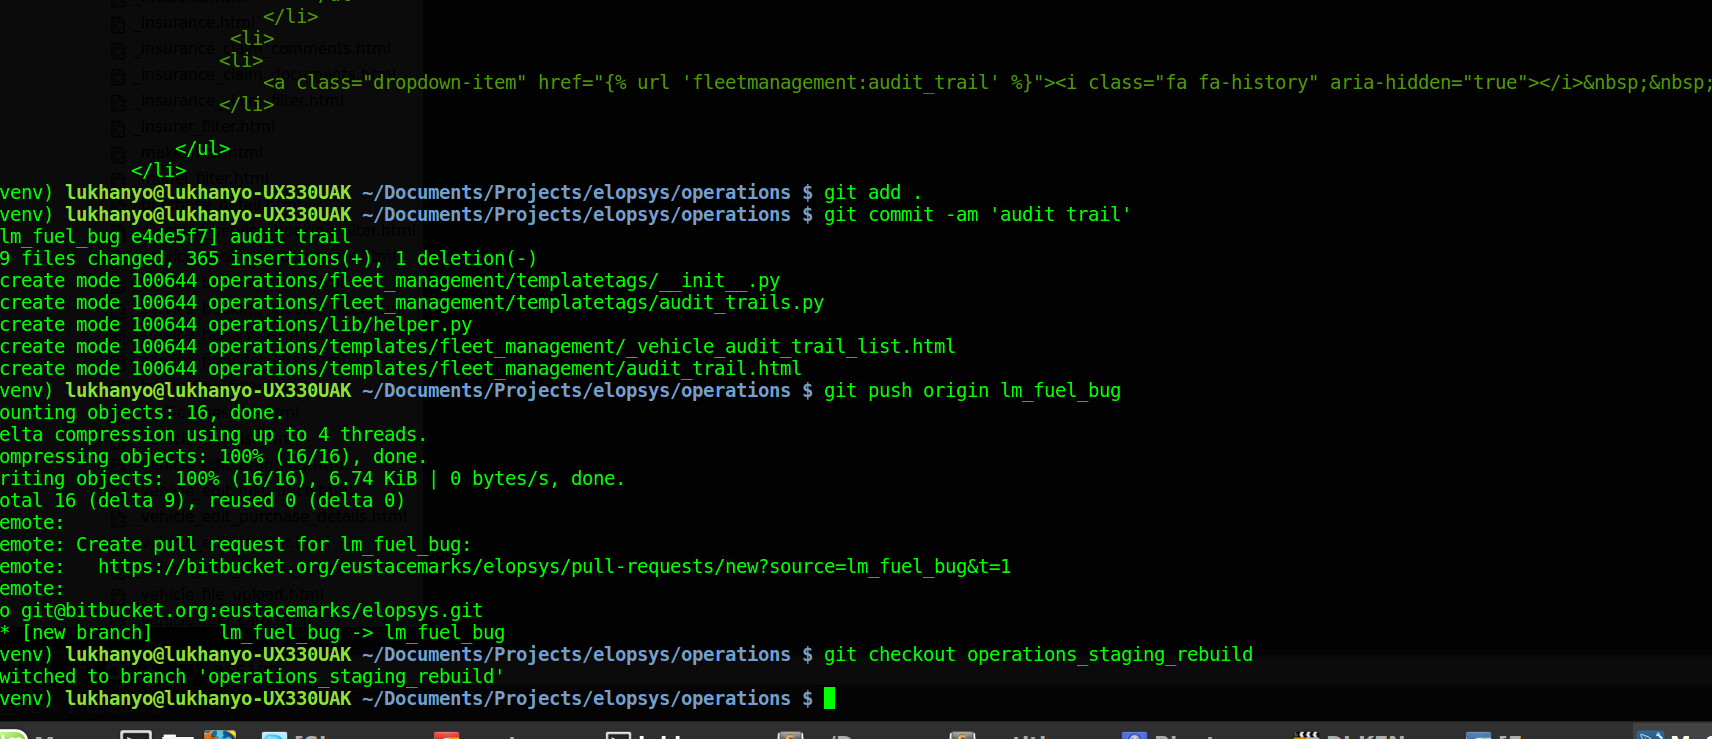 </li>
_insurance.html
<li>
_insurance_claim_comments.html
<li>
<a class="dropdown-item" href="{% url 'fleetmanagement:audit_trail' %}"><i class="fa fa-history" aria-hidden="true"></i>&nbsp;&nbsp;
</li>
_insurer_filter.html
</ul>
</li>
venv) lukhanyo@lukhanyo-UX330UAK ~/Documents/Projects/elopsys/operations $ git add .
venv) lukhanyo@lukhanyo-UX330UAK ~/Documents/Projects/elopsys/operations $ git commit -am 'audit trail'
lm_fuel_bug e4de5f7] audit trail
9 files changed, 365 insertions(+), 1 deletion(-)
create mode 100644 operations/fleet_management/templatetags/__init__.py
create mode 100644 operations/fleet_management/templatetags/audit_trails.py
create mode 100644 operations/lib/helper.py
create mode 100644 operations/templates/fleet_management/_vehicle_audit_trail_list.html
create mode 100644 operations/templates/fleet_management/audit_trail.html
venv) lukhanyo@lukhanyo-UX330UAK ~/Documents/Projects/elopsys/operations $ git push origin lm_fuel_bug
ounting objects: 16, done.
elta compression using up to 4 threads.
ompressing objects: 100% (16/16), done.
riting objects: 100% (16/16), 6.74 KiB | 0 bytes/s, done.
otal 16 (delta 9), reused 0 (delta 0)
_vehicle_edit_purchase_details.html
emote:
emote: Create pull request for lm_fuel_bug:
emote:   https://bitbucket.org/eustacemarks/elopsys/pull-requests/new?source=lm_fuel_bug&t=1
emote:
_vehicle_file_upload.html
o git@bitbucket.org:eustacemarks/elopsys.git
* [new branch]      lm_fuel_bug -> lm_fuel_bug
venv) lukhanyo@lukhanyo-UX330UAK ~/Documents/Projects/elopsys/operations $ git checkout operations_staging_rebuild
witched to branch 'operations_staging_rebuild'
venv) lukhanyo@lukhanyo-UX330UAK ~/Documents/Projects/elopsys/operations $